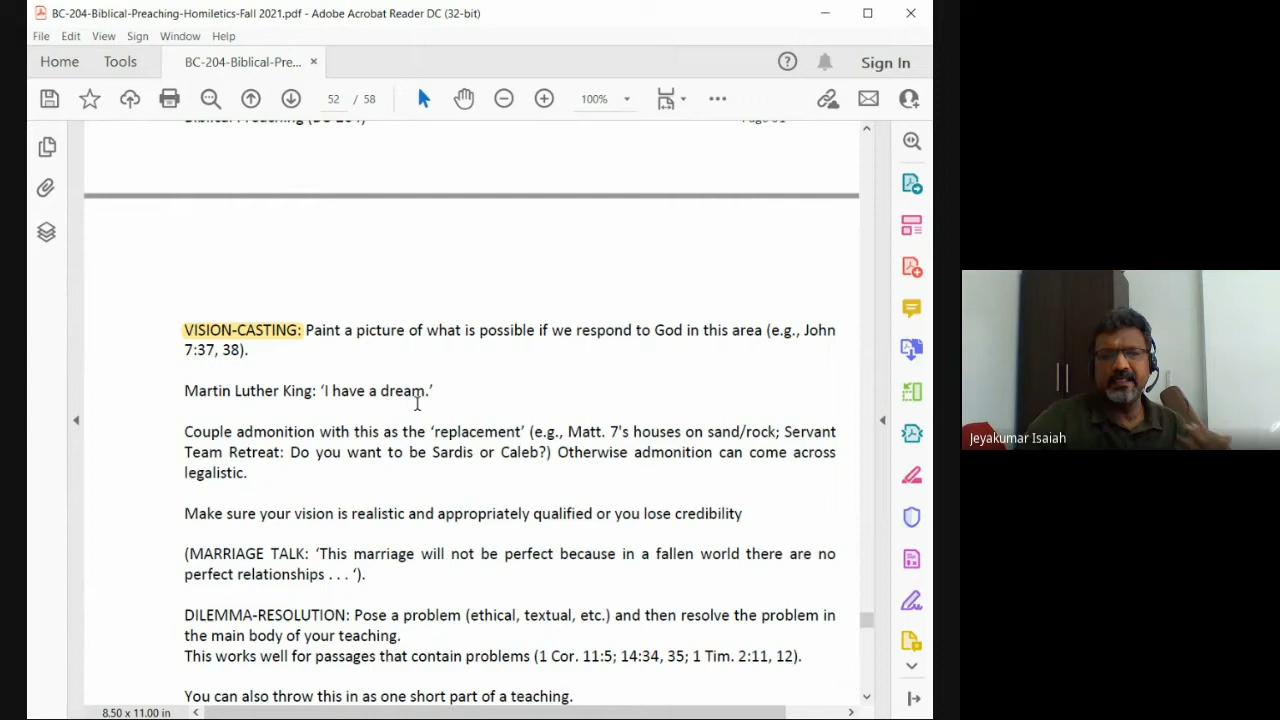 BC-204-Biblical-Preaching-Homiletics-Fall 2021.pdf - Adobe Acrobat Reader DC (32-bit)
File Edit View Sign Window Help
Home Tools BC-204-Biblical-Pre... × Sign In
52 / 58 100%
VISION-CASTING: Paint a picture of what is possible if we respond to God in this area (e.g., John
7:37, 38).
Martin Luther King: ‘I have a dream.’
Couple admonition with this as the ‘replacement’ (e.g., Matt. 7's houses on sand/rock; Servant
Team Retreat: Do you want to be Sardis or Caleb?) Otherwise admonition can come across
legalistic.
Make sure your vision is realistic and appropriately qualified or you lose credibility
(MARRIAGE TALK: ‘This marriage will not be perfect because in a fallen world there are no
perfect relationships . . . ‘).
DILEMMA-RESOLUTION: Pose a problem (ethical, textual, etc.) and then resolve the problem in
the main body of your teaching.
This works well for passages that contain problems (1 Cor. 11:5; 14:34, 35; 1 Tim. 2:11, 12).
You can also throw this in as one short part of a teaching.
8.50 x 11.00 in
Jeyakumar Isaiah